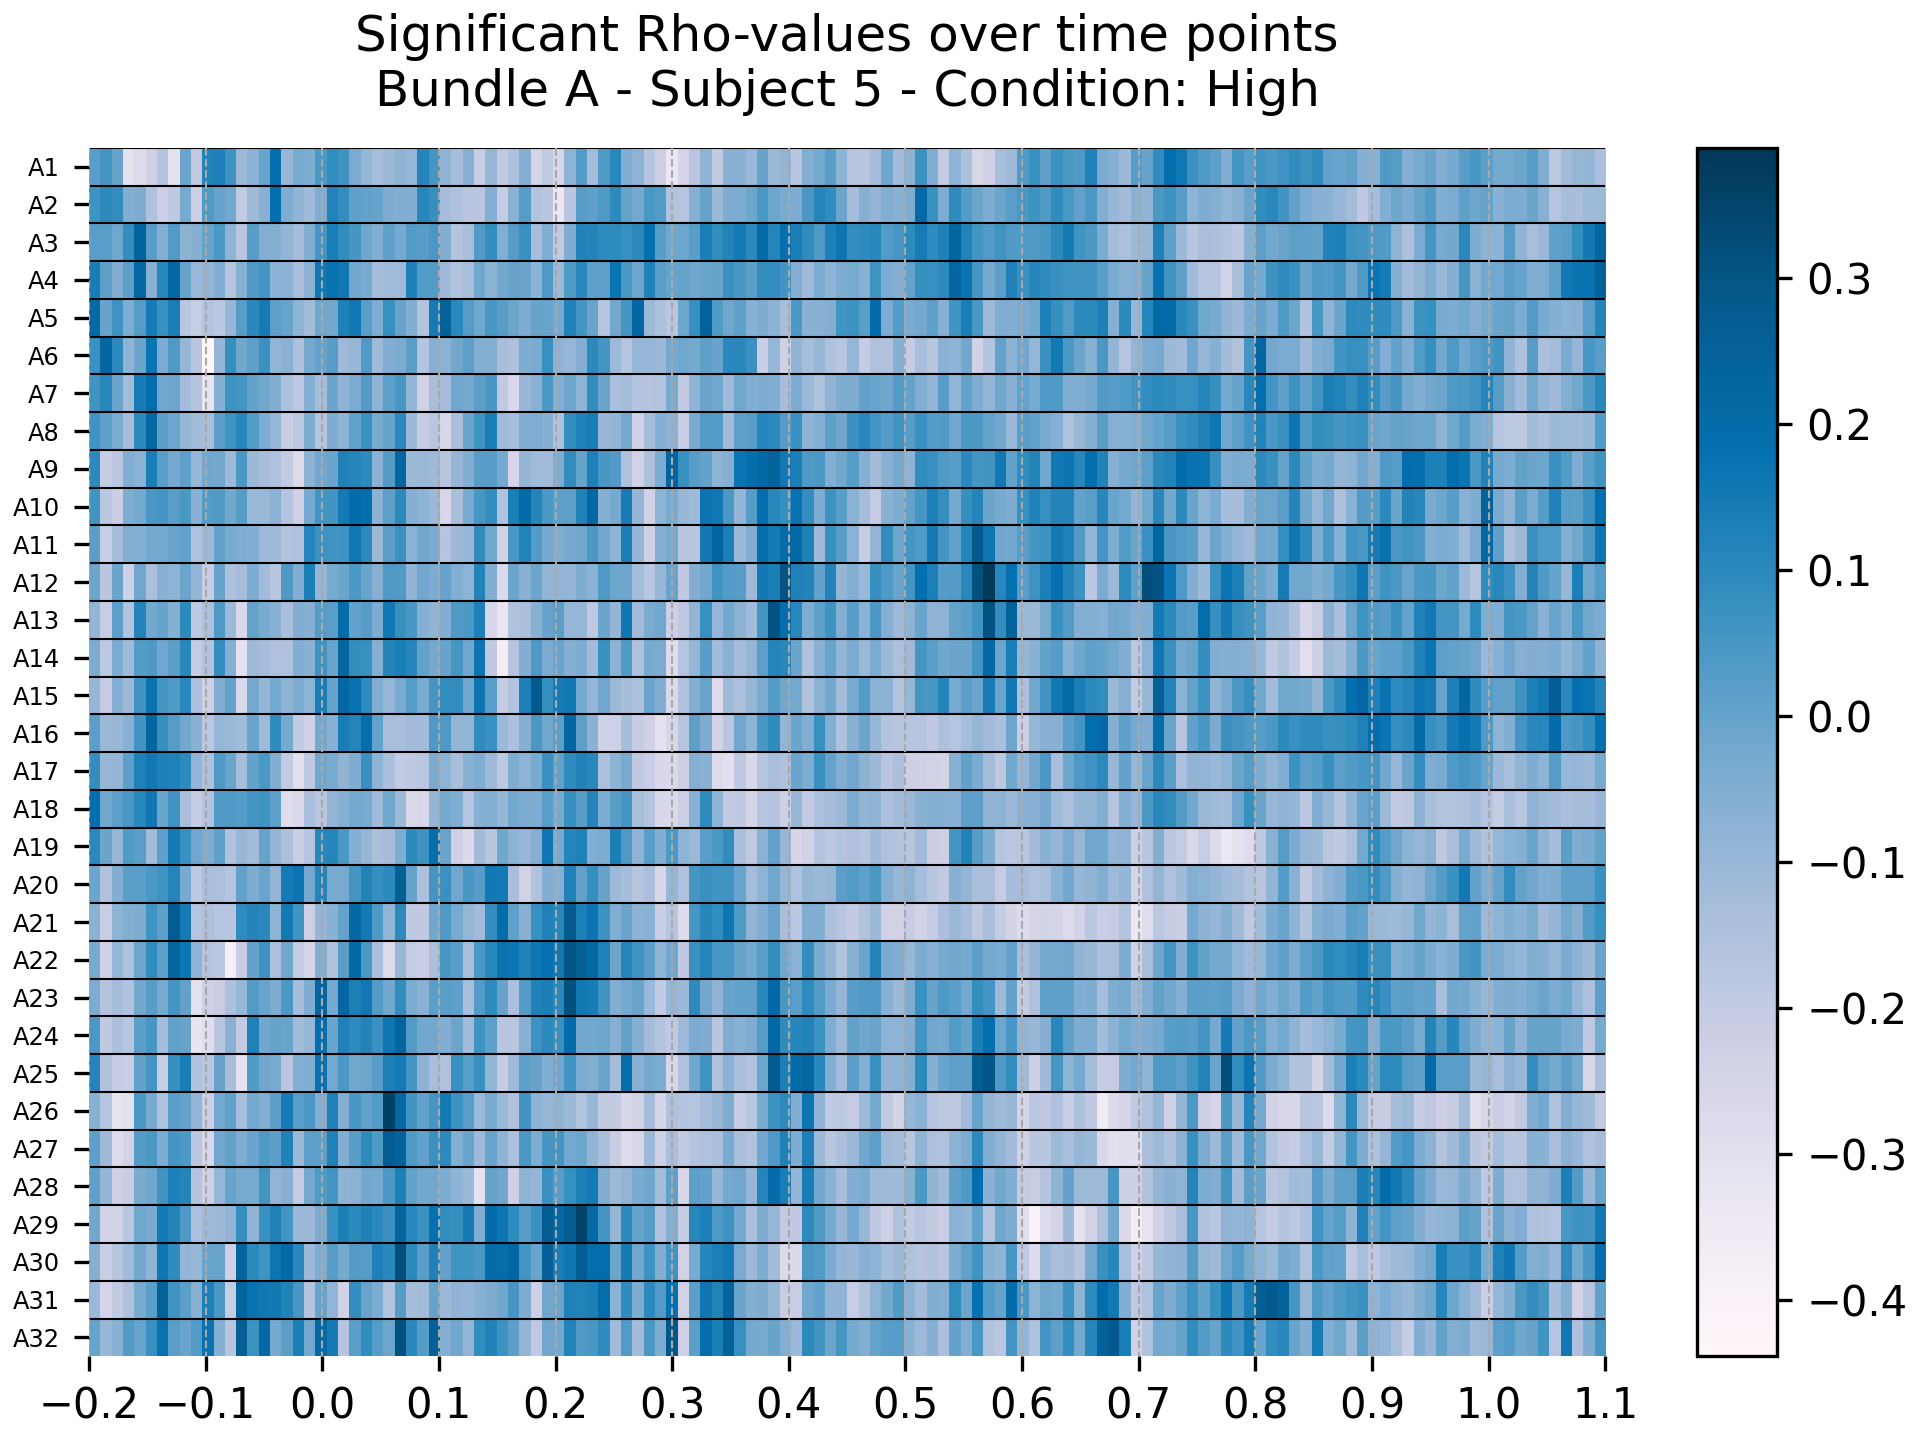 Significant Rho-values over time points
Bundle A - Subject 5 - Condition: High
A1
A2
A3
A4
A5
A6
A7
A8
A9
A10
A11
A12
A13
A14
A15
A16
A17
A18
A19
A20
A21
A22
A23
A24
A25
A26
A27
A28
A29
A30
A31
A32
−0.2 −0.1 0.0 0.1 0.2 0.3 0.4 0.5 0.6 0.7 0.8 0.9 1.0 1.1
0.3
0.2
0.1
0.0
−0.1
−0.2
−0.3
−0.4